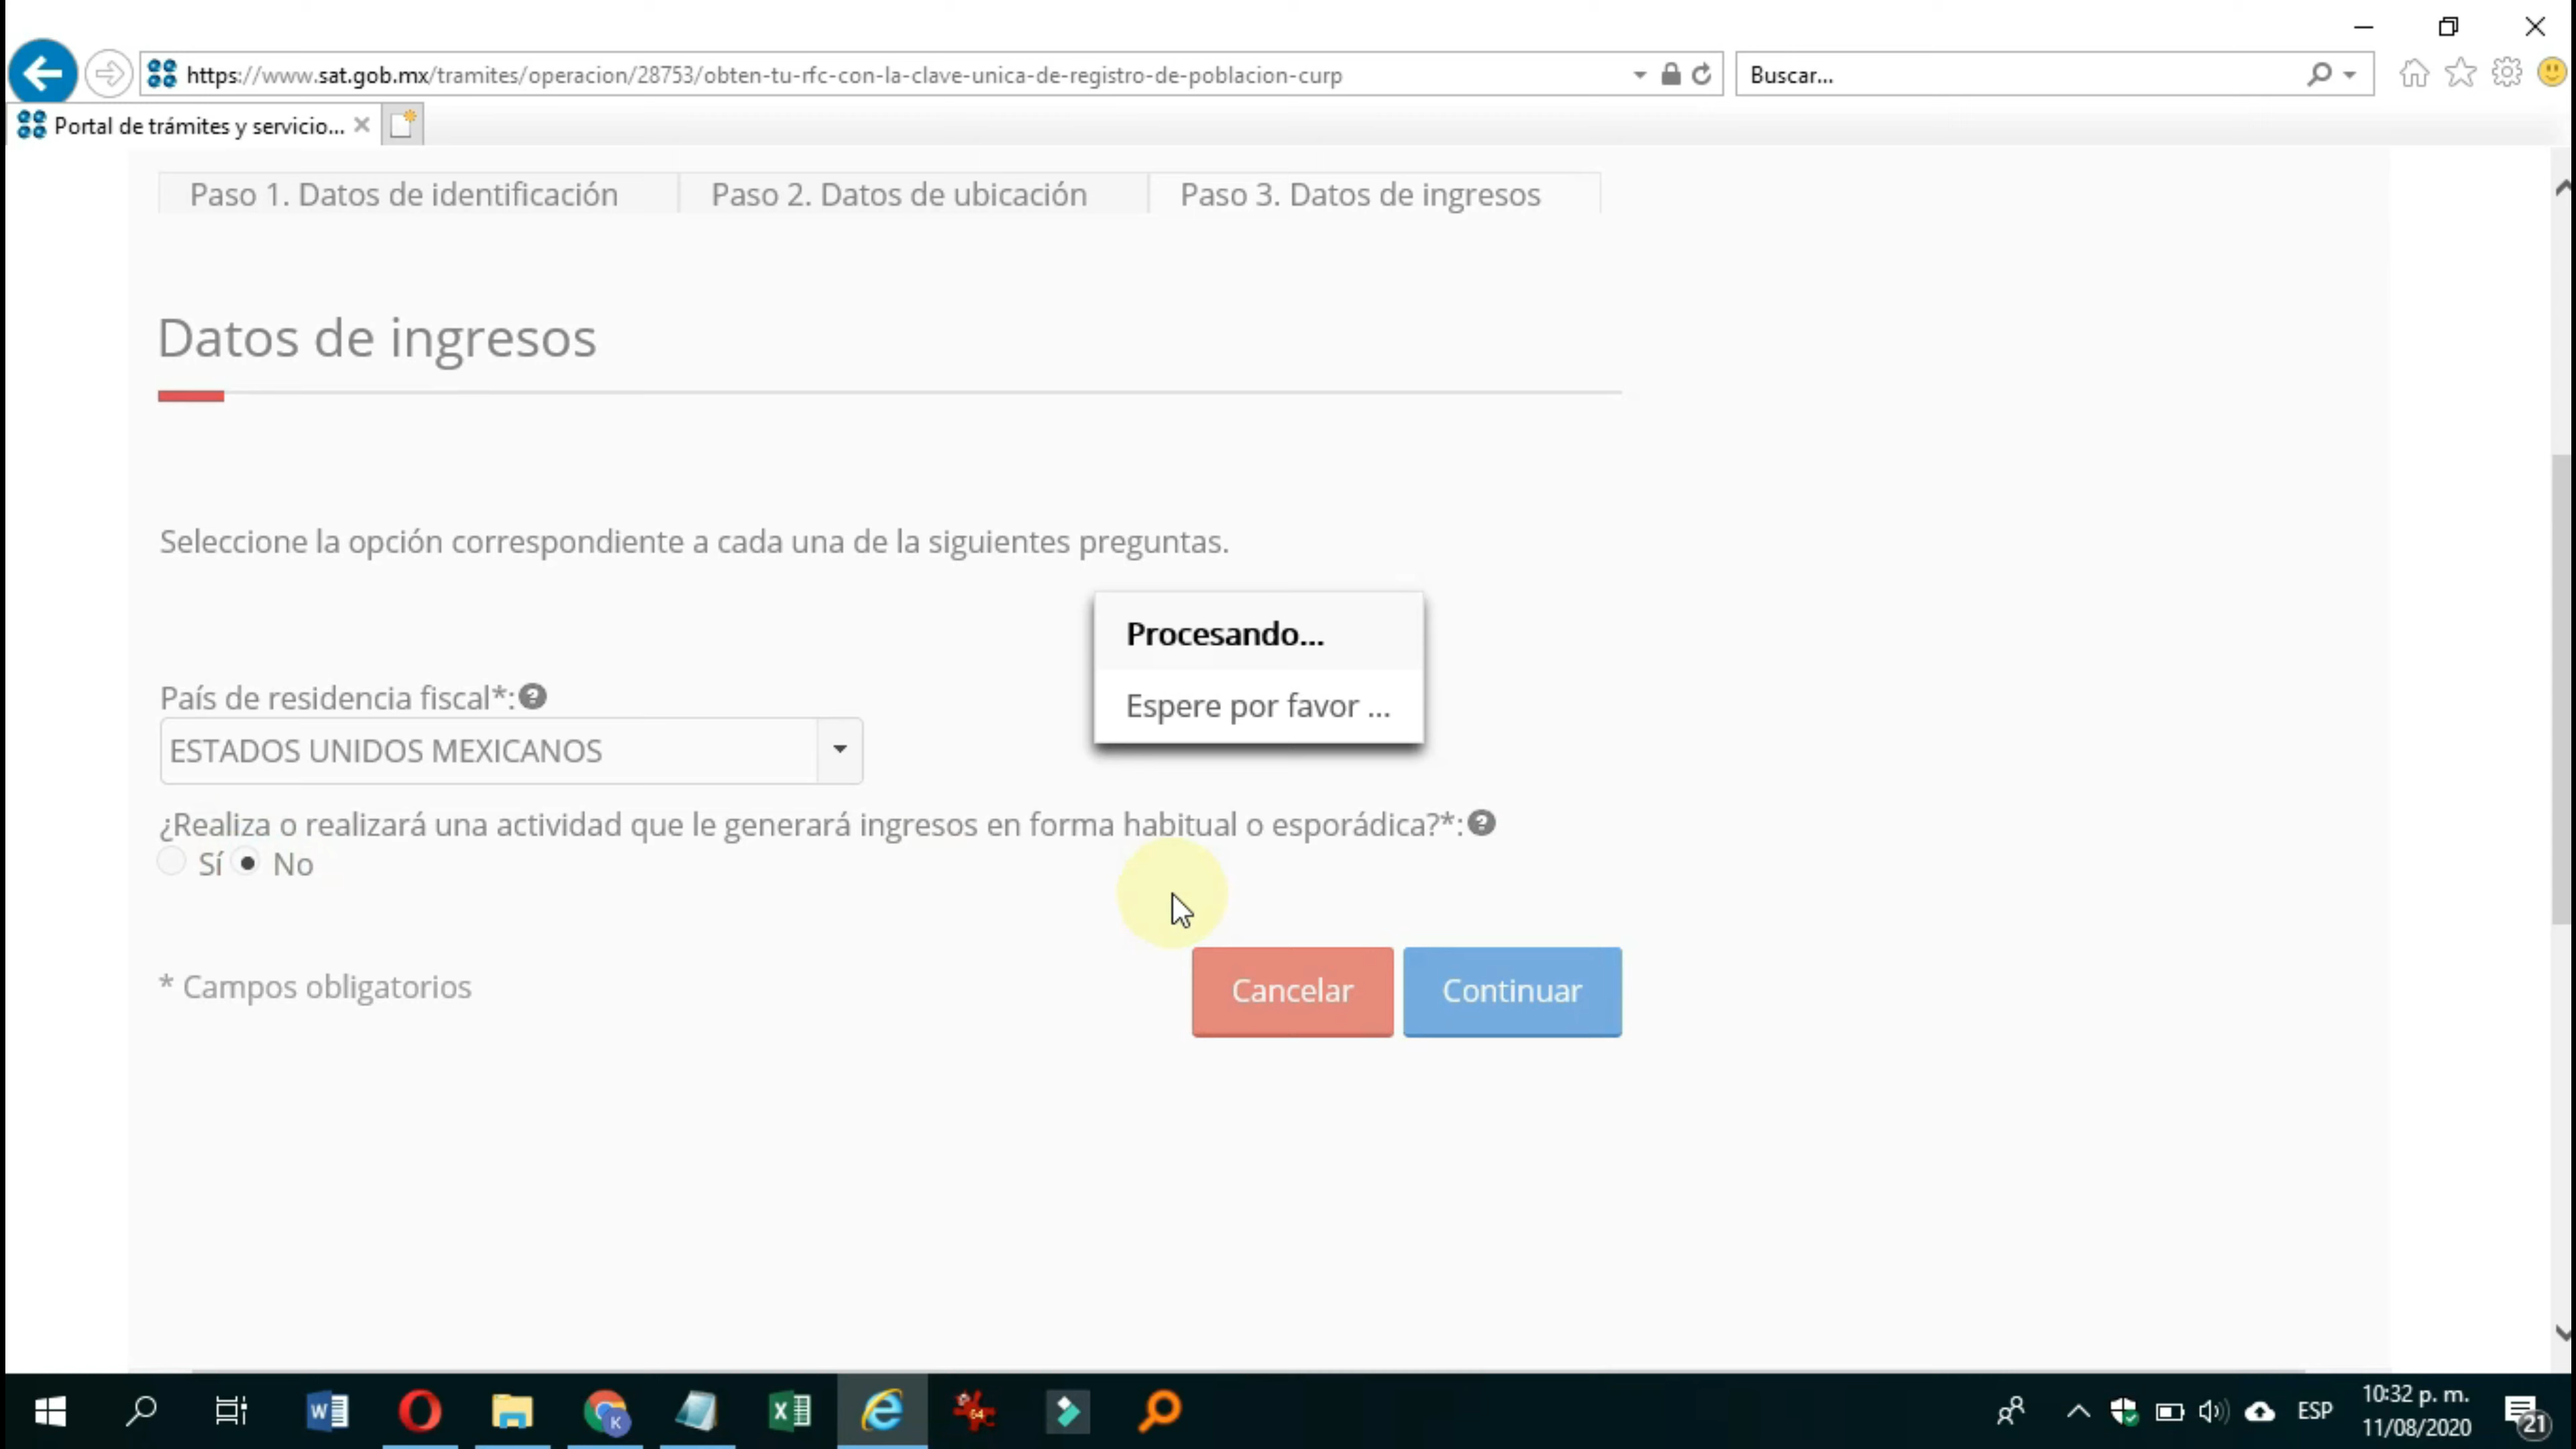 https://www.sat.gob.mx/tramites/operacion/28753/obten-tu-rfc-con-la-clave-unica-de-registro-de-poblacion-curp
Buscar...
Portal de trámites y servicio...
Paso 1. Datos de identificación
Paso 2. Datos de ubicación
Paso 3. Datos de ingresos
Datos de ingresos
Seleccione la opción correspondiente a cada una de la siguientes preguntas.
Procesando...
Espere por favor ...
País de residencia fiscal*:
ESTADOS UNIDOS MEXICANOS
¿Realiza o realizará una actividad que le generará ingresos en forma habitual o esporádica?*:
Sí No
* Campos obligatorios
Cancelar
Continuar
K
64
ESP
10:32 p. m.
11/08/2020
21